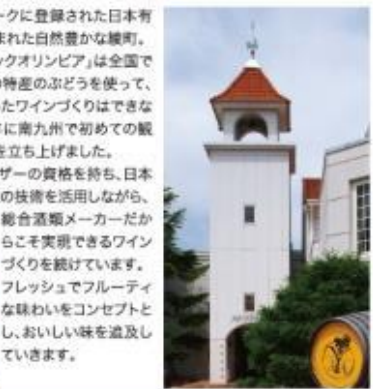 ークに登録された日本有
まれた自然豊かな綾町。
ックオリンピア」は全国で
の特産のぶどうを使って、
たワインづくりはできな
に南九州で初めての観
を立ち上げました。
ザーの資格を持ち、日本
の技術を活用しながら、
総合酒類メーカーだか
らこそ実現できるワイン
づくりを続けています。
フレッシュでフルーティ
な味わいをコンセプトと
し、おいしい味を追及し
ていきます。